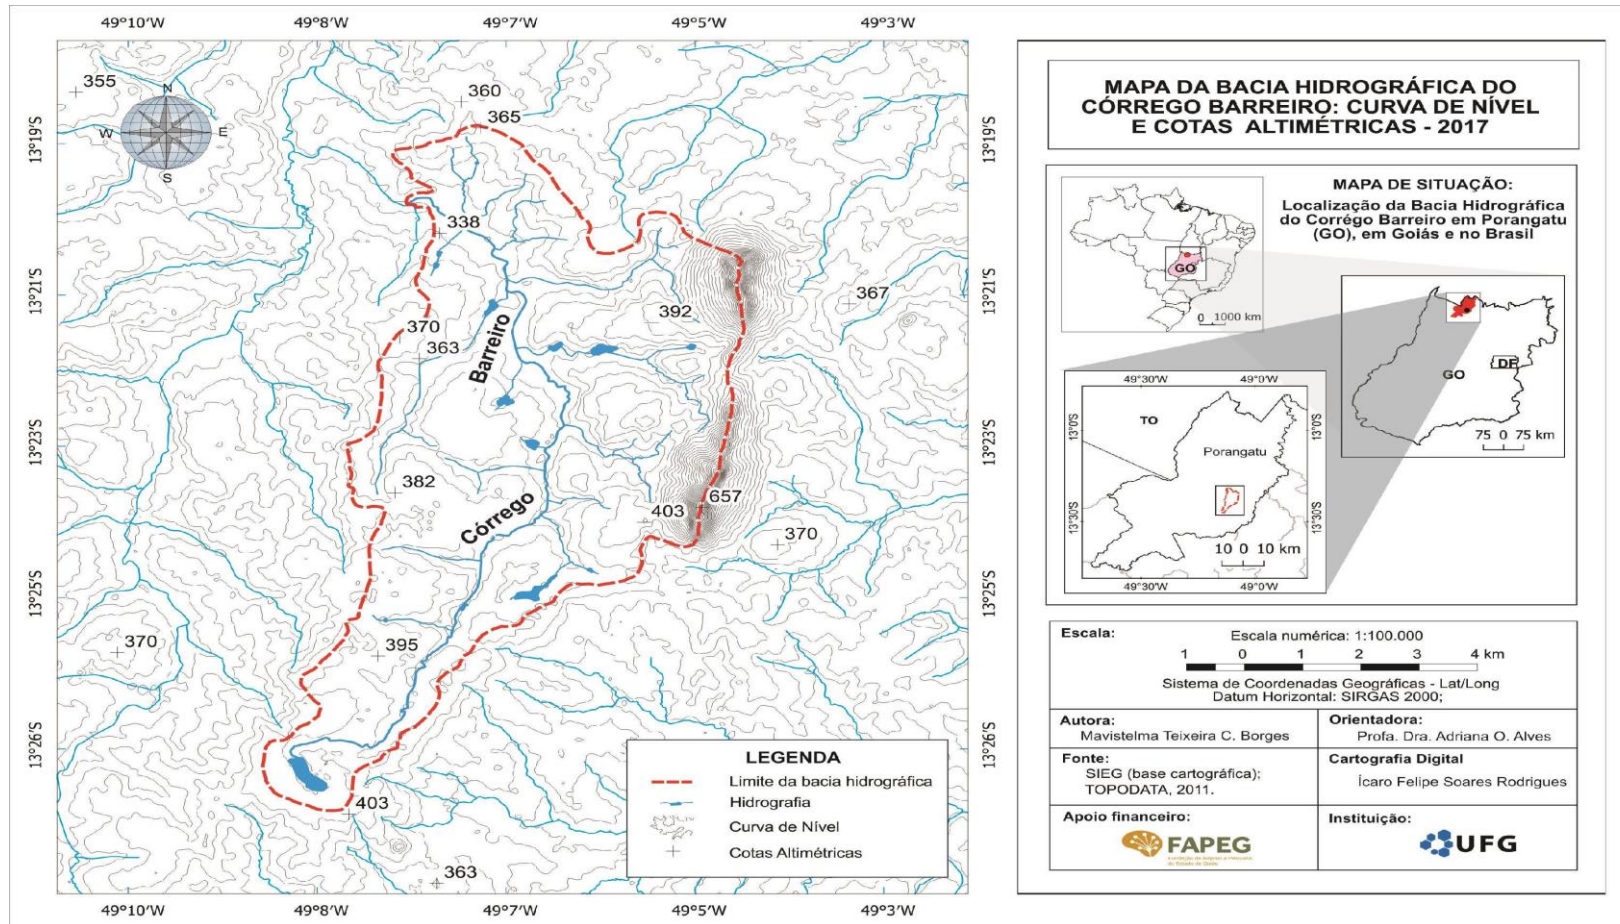 49°10'W 49°8'W 49°7'W 49°5'W 49°3'W
13°19'S
13°21'S
13°23'S
13°25'S
13°26'S
N
W E
S
355
360
365
338
370
363
392
367
382
657
403
370
370
395
403
363
Barreiro
Córrego
13°19'S
13°21'S
13°23'S
13°25'S
13°26'S
LEGENDA
Limite da bacia hidrográfica
Hidrografia
Curva de Nível
Cotas Altimétricas
49°10'W 49°8'W 49°7'W 49°5'W 49°3'W
MAPA DA BACIA HIDROGRÁFICA DO
CÓRREGO BARREIRO: CURVA DE NÍVEL
E COTAS ALTIMÉTRICAS - 2017
MAPA DE SITUAÇÃO:
Localização da Bacia Hidrográfica
do Corrégo Barreiro em Porangatu
(GO), em Goiás e no Brasil
GO
0 1000 km
GO
DF
75 0 75 km
49°30'W 49°0'W
13°0'S
13°30'S
TO
Porangatu
10 0 10 km
13°0'S
13°30'S
49°30'W 49°0'W
Escala:
Escala numérica: 1:100.000
1 0 1 2 3 4 km
Sistema de Coordenadas Geográficas - Lat/Long
Datum Horizontal: SIRGAS 2000;
Autora:
Mavistelma Teixeira C. Borges
Orientadora:
Profa. Dra. Adriana O. Alves
Fonte:
SIEG (base cartográfica);
TOPODATA, 2011.
Cartografia Digital
Ícaro Felipe Soares Rodrigues
Apoio financeiro:
FAPEG
Instituição:
UFG